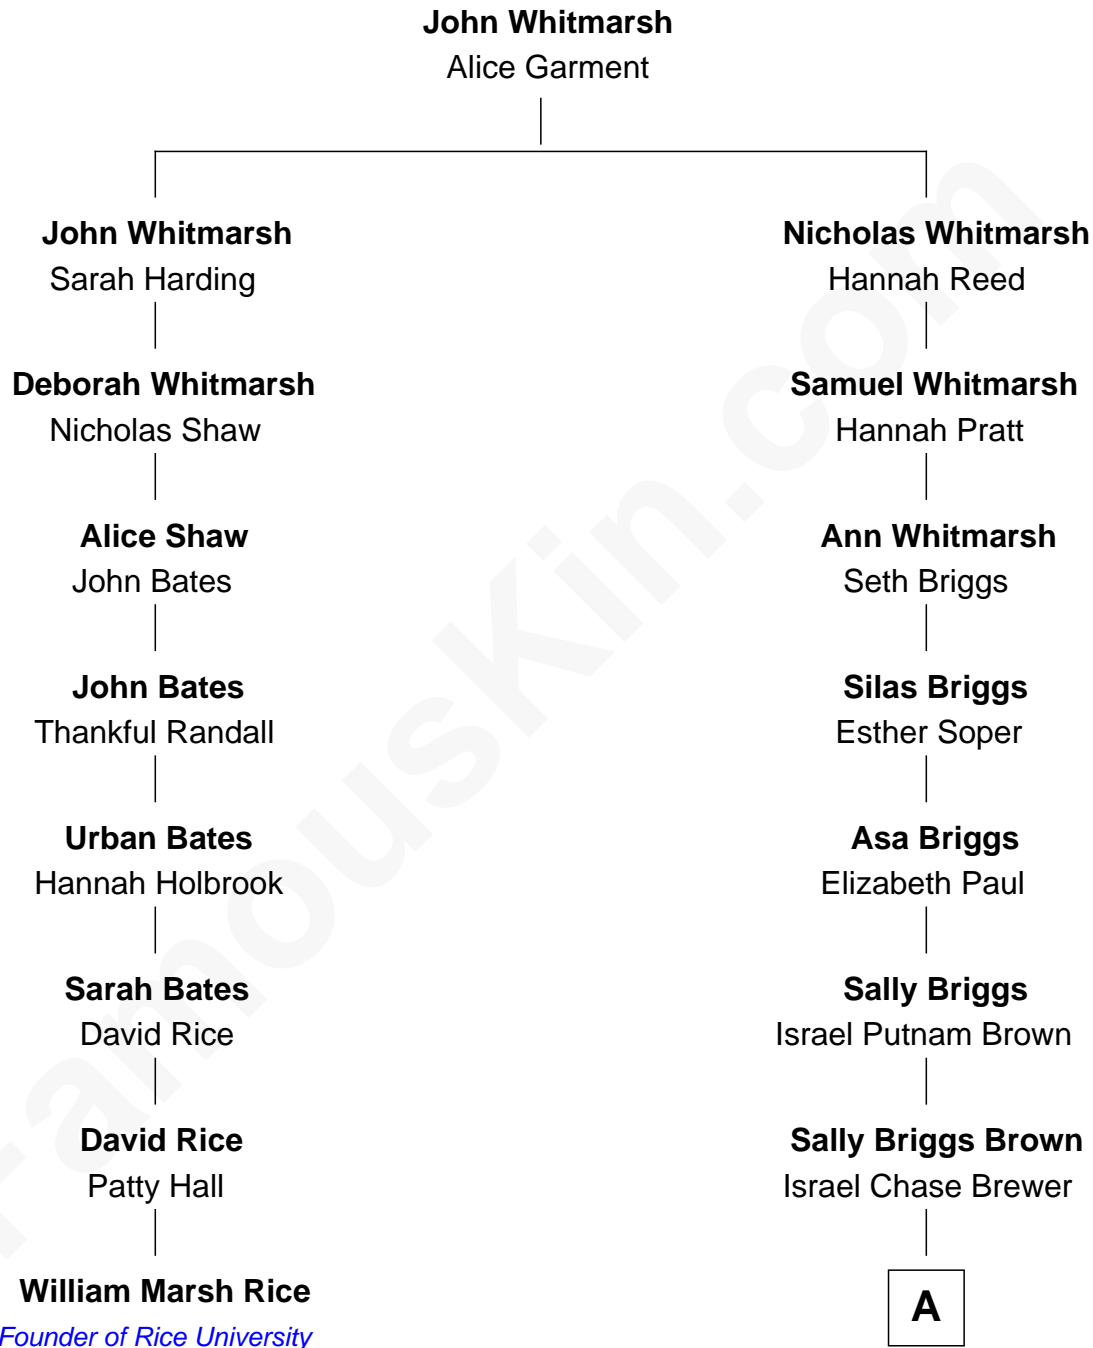 John Whitmarsh
Alice Garment
John Whitmarsh
Sarah Harding
Deborah Whitmarsh
Nicholas Shaw
Alice Shaw
John Bates
John Bates
Thankful Randall
Urban Bates
Hannah Holbrook
Sarah Bates
David Rice
David Rice
Patty Hall
William Marsh Rice
Founder of Rice University
Nicholas Whitmarsh
Hannah Reed
Samuel Whitmarsh
Hannah Pratt
Ann Whitmarsh
Seth Briggs
Silas Briggs
Esther Soper
Asa Briggs
Elizabeth Paul
Sally Briggs
Israel Putnam Brown
Sally Briggs Brown
Israel Chase Brewer
A
FamousKin.com